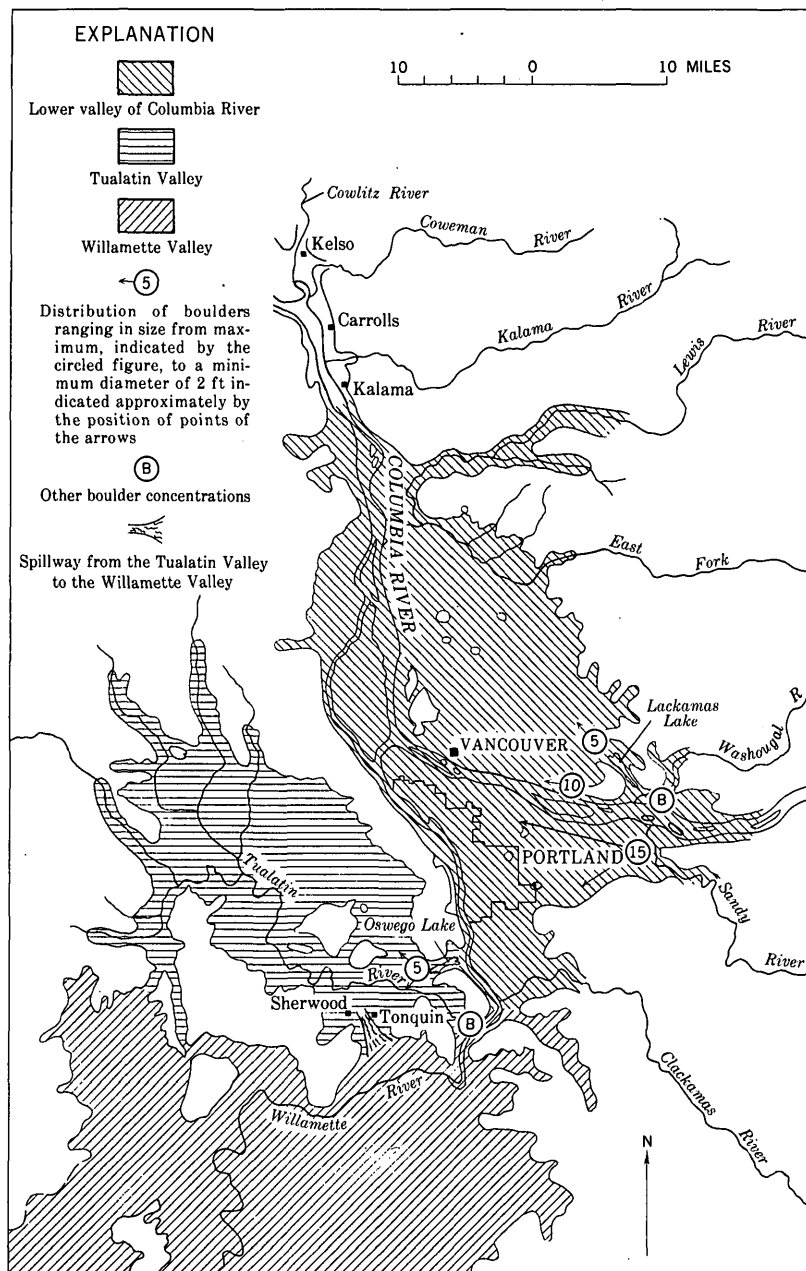 EXPLANATION
Lower valley of Columbia River
Tualatin Valley
Willamette Valley
5
Distribution of boulders
ranging in size from max-
imum, indicated by the
circled figure, to a mini-
mum diameter of 2 ft in-
dicated approximately by
the position of points of
the arrows
B
Other boulder concentrations
Spillway from the Tualatin Valley
to the Willamette Valley
10 0 10 MILES
Cowlitz River
Coweman River
Kelso
Carrolls
Kalama River
Kalama
Lewis River
COLUMBIA RIVER
East Fork
Lackamas
Lake
Washougal R
VANCOUVER
5
10
B
PORTLAND
15
Sandy River
Tualatin River
Oswego Lake
5
Sherwood
Tonquin
B
Willamette River
Clackamas River
N